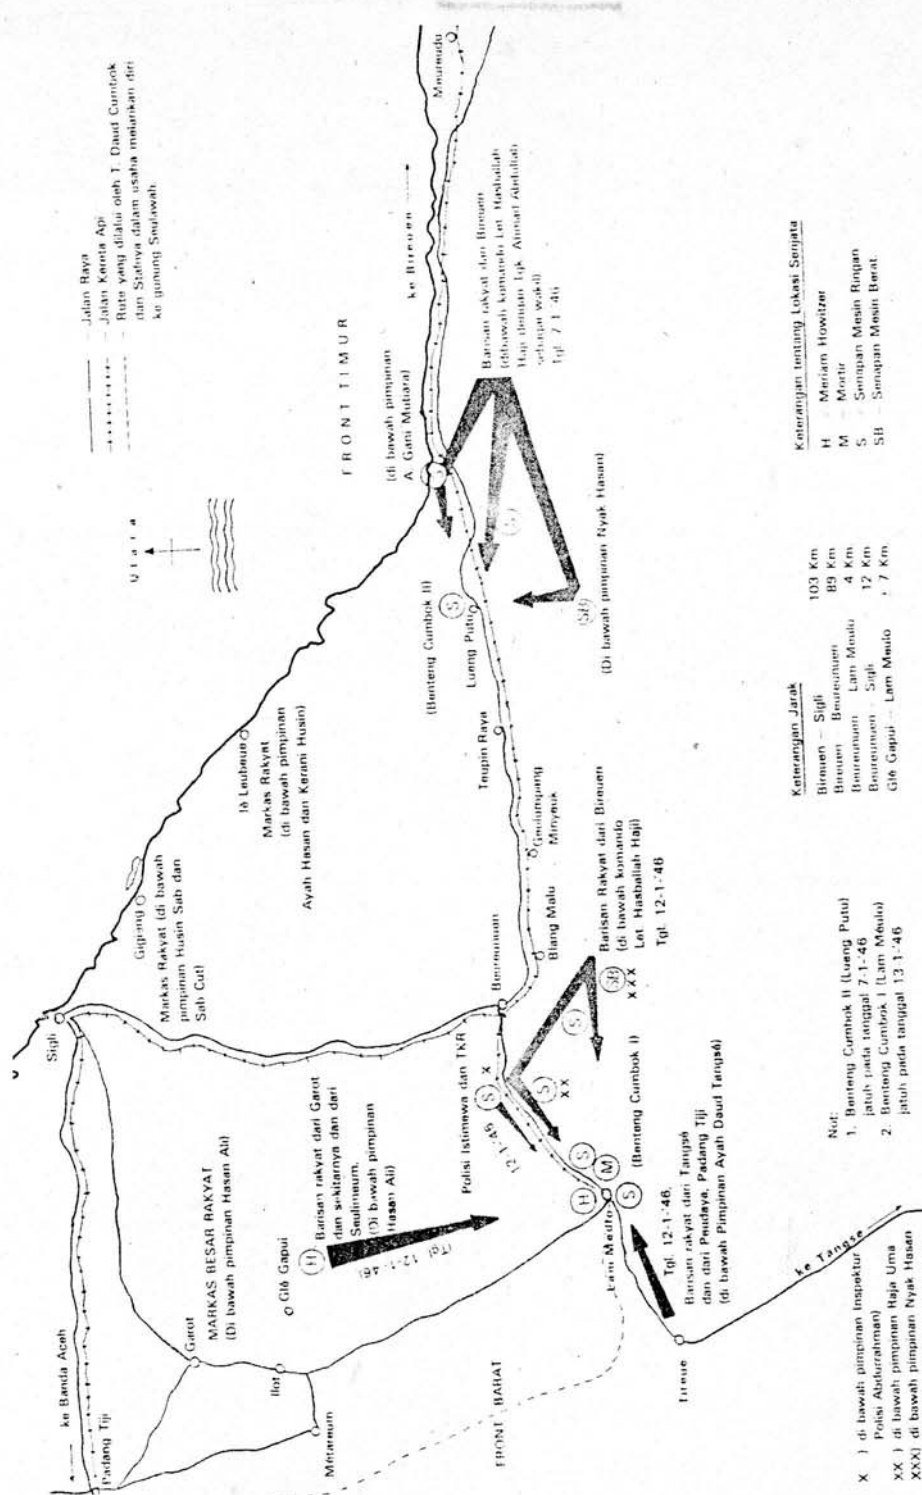 Jalan Raya
Jalan Kereta Api
Rute yang dilalui oleh T. Daud Cumbok
dan Stafnya dalam usaha melarikan diri
ke gunung Seulawah.
Utara
ke Banda Aceh
Padang Tiji
Sigli
Gigieng
Markas Rakyat (di bawah
pimpinan Husin Sab dan
Sab Cut)
Ië Leubeue
Markas Rakyat
(di bawah pimpinan
Ayah Hasan dan Kerani Husin)
FRONT TIMUR
(di bawah pimpinan
A. Gani Mutiara)
S
ke Bireuen
Meureudu
Barisan rakyat dari Bireuen
(dibawah komando Let. Hasballah
Haji dengan Tgk. Ahmad Abdullah
sebagai wakil)
Tgl. 7-1-'46
(Benteng Cumbok II)
S
Lueng Putu
(S)
(SB)
(Di bawah pimpinan Nyak Hasan)
Teupin Raya
Geulumpang
Minyeuk
Blang Malu
Beureunuen
Garot
MARKAS BESAR RAKYAT
(Di bawah pimpinan Hasan Ali)
Ilot
Glé Gapui
Metareum
(H)
Barisan rakyat dari Garot
dan sekitarnya dan dari
Seulimeum.
(Di bawah pimpinan
Hasan Ali)
(Tgl. 12-1-'46)
Polisi Istimewa dan TKR
S X
12-1-'46
S
XX
S
SB
XXX
Barisan Rakyat dari Bireuen
(di bawah komando
Let. Hasballah Haji)
Tgl. 12-1-'46
H
S
M
S
(Benteng Cumbok I)
Lam Meulo
Tgl. 12-1-'46.
Barisan rakyat dari Tangsé
dan dari Peudaya, Padang Tiji
(di bawah Pimpinan Ayah Daud Tangsé)
FRONT BARAT
Titeue
ke Tangse
X ) di bawah pimpinan Inspektur
Polisi Abdurrahman)
XX ) di bawah pimpinan Raja Uma
XXX) di bawah pimpinan Nyak Hasan
Not:
1. Benteng Cumbok II (Lueng Putu)
jatuh pada tanggal 7-1-'46
2. Benteng Cumbok I (Lam Meulo)
jatuh pada tanggal 13-1-'46
Keterangan Jarak
Bireuen - Sigli 103 Km
Bireuen - Beureunuen 89 Km
Beureunuen Lam Meulo 4 Km
Beureunuen - Sigli 12 Km
Glé Gapui - Lam Meulo 7 Km
Keterangan tentang Lokasi Senjata
H - Meriam Howitzer
M - Mortir
S - Senapan Mesin Ringan
SB - Senapan Mesin Berat.